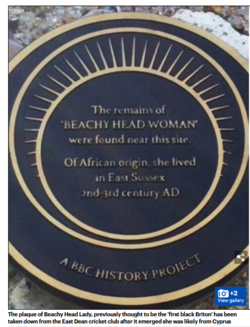 The remains of
'BEACHY HEAD WOMAN'
were found near this site.
Of African origin, she lived
in East Sussex
2nd-3rd century AD
A BBC HISTORY PROJECT
+2
View gallery
The plaque of Beachy Head Lady, previously thought to be the 'first black Briton' has been
taken down from the East Dean cricket club after it emerged she was likely from Cyprus